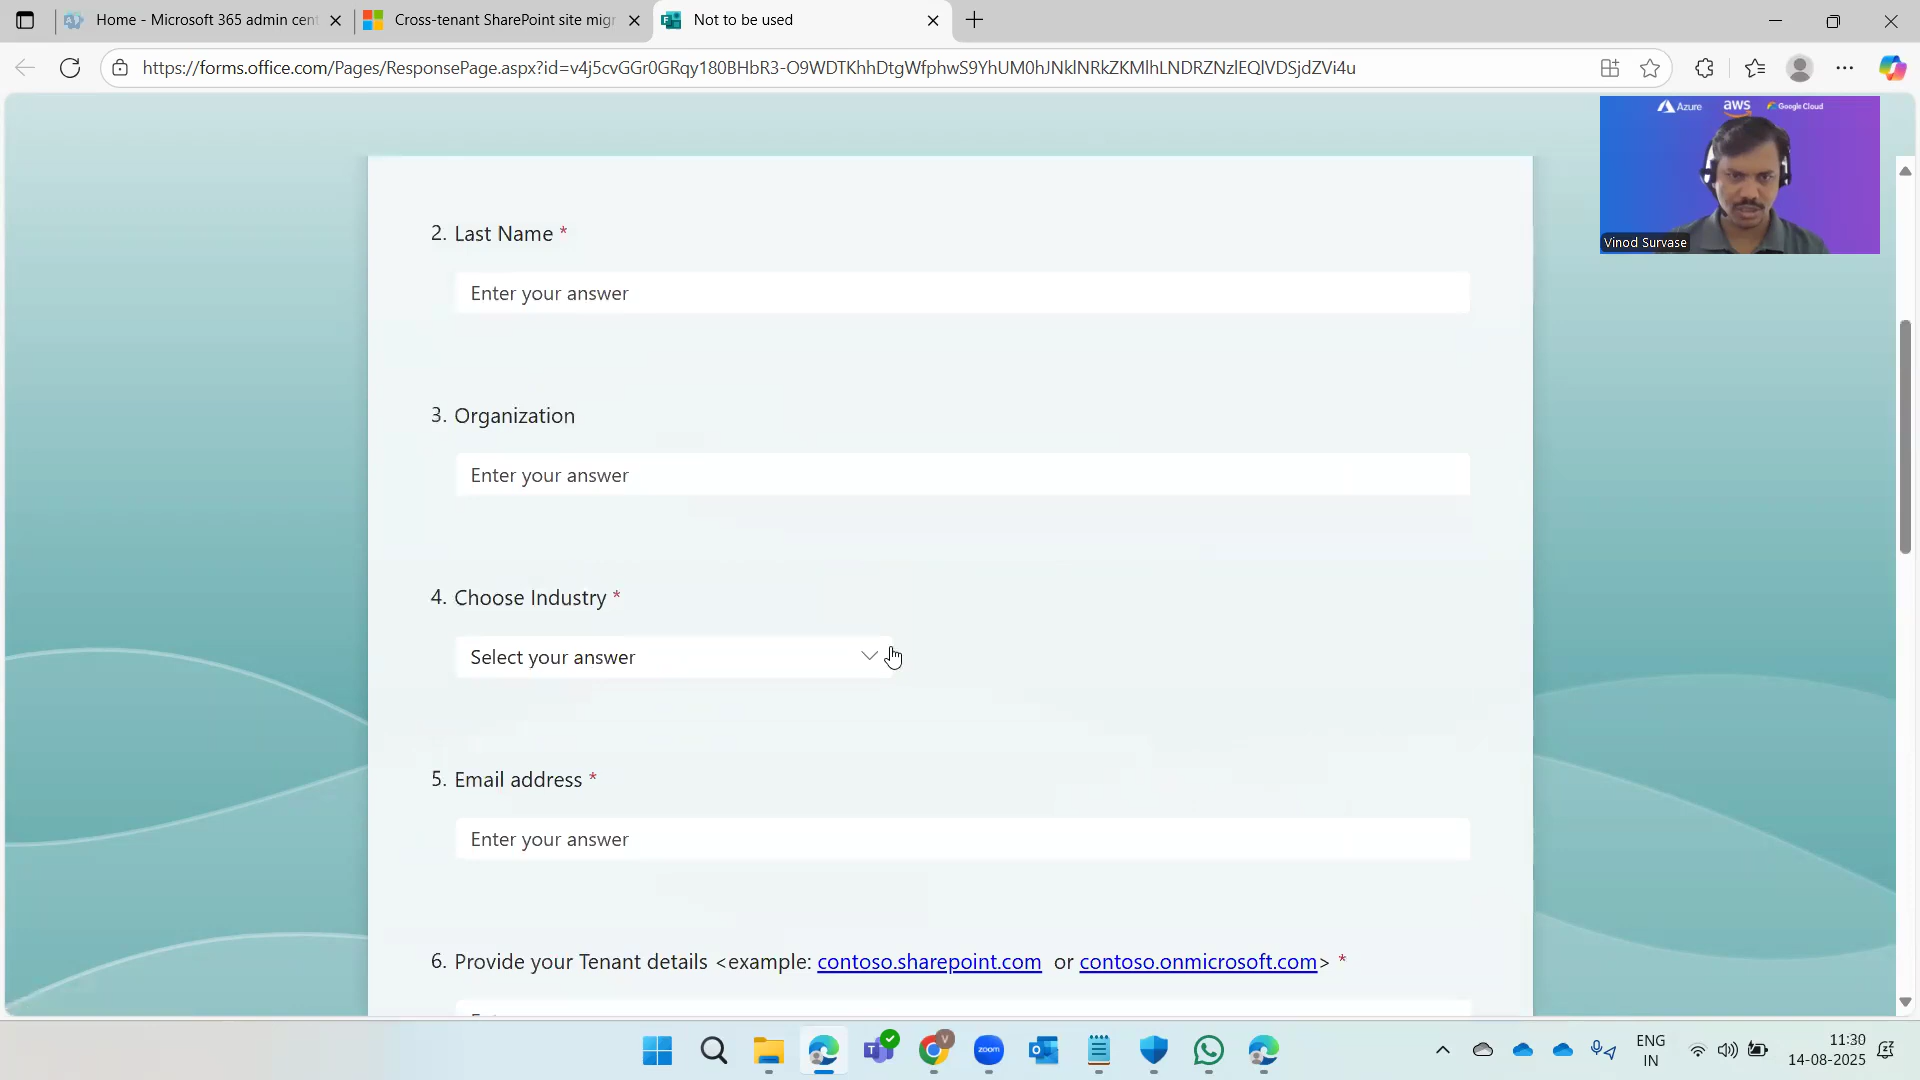 Home - Microsoft 365 admin cent
Cross-tenant SharePoint site migr
Not to be used
https://forms.office.com/Pages/ResponsePage.aspx?id=v4j5cvGGr0GRqy180BHbR3-O9WDTKhhDtgWfphwS9YhUM0hJNklNRkZKMlhLNDRZNzlEQlVDSjdZVi4u
Azure
aws
Google Cloud
Vinod Survase
2. Last Name *
Enter your answer
3. Organization
Enter your answer
4. Choose Industry *
Select your answer
5. Email address *
Enter your answer
6. Provide your Tenant details <example: contoso.sharepoint.com or contoso.onmicrosoft.com> *
V
zoom
ENG
IN
11:30
14-08-2025